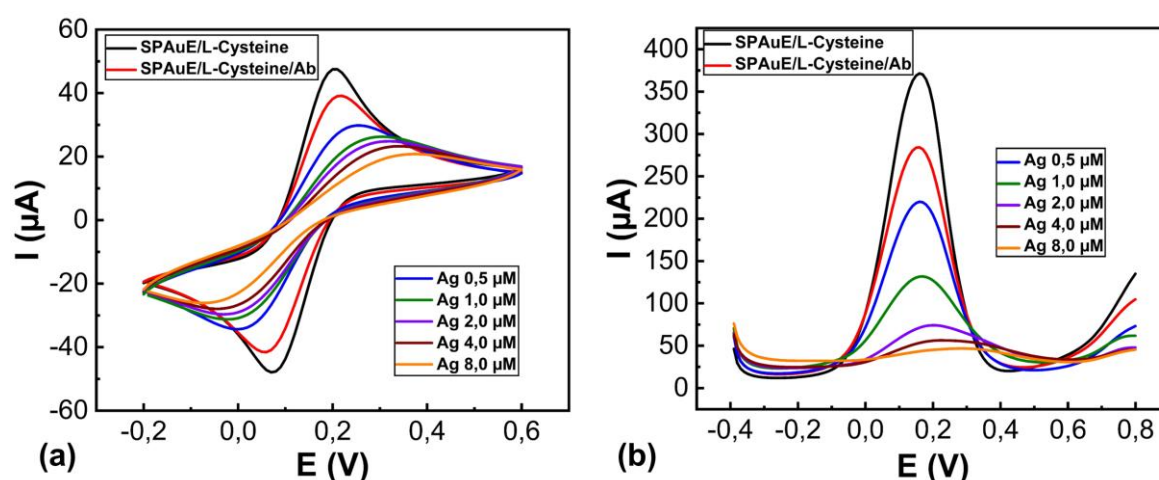 60
40
20
0
-20
-40
-60
I (µA)
SPAuE/L-Cysteine
SPAuE/L-Cysteine/Ab
Ag 0,5 µM
Ag 1,0 µM
Ag 2,0 µM
Ag 4,0 µM
Ag 8,0 µM
-0,2 0,0 0,2 0,4 0,6
(a)
E (V)
400
350
300
250
200
150
100
50
0
I (µA)
SPAuE/L-Cysteine
SPAuE/L-Cysteine/Ab
Ag 0,5 µM
Ag 1,0 µM
Ag 2,0 µM
Ag 4,0 µM
Ag 8,0 µM
-0,4 -0,2 0,0 0,2 0,4 0,6 0,8
(b)
E (V)